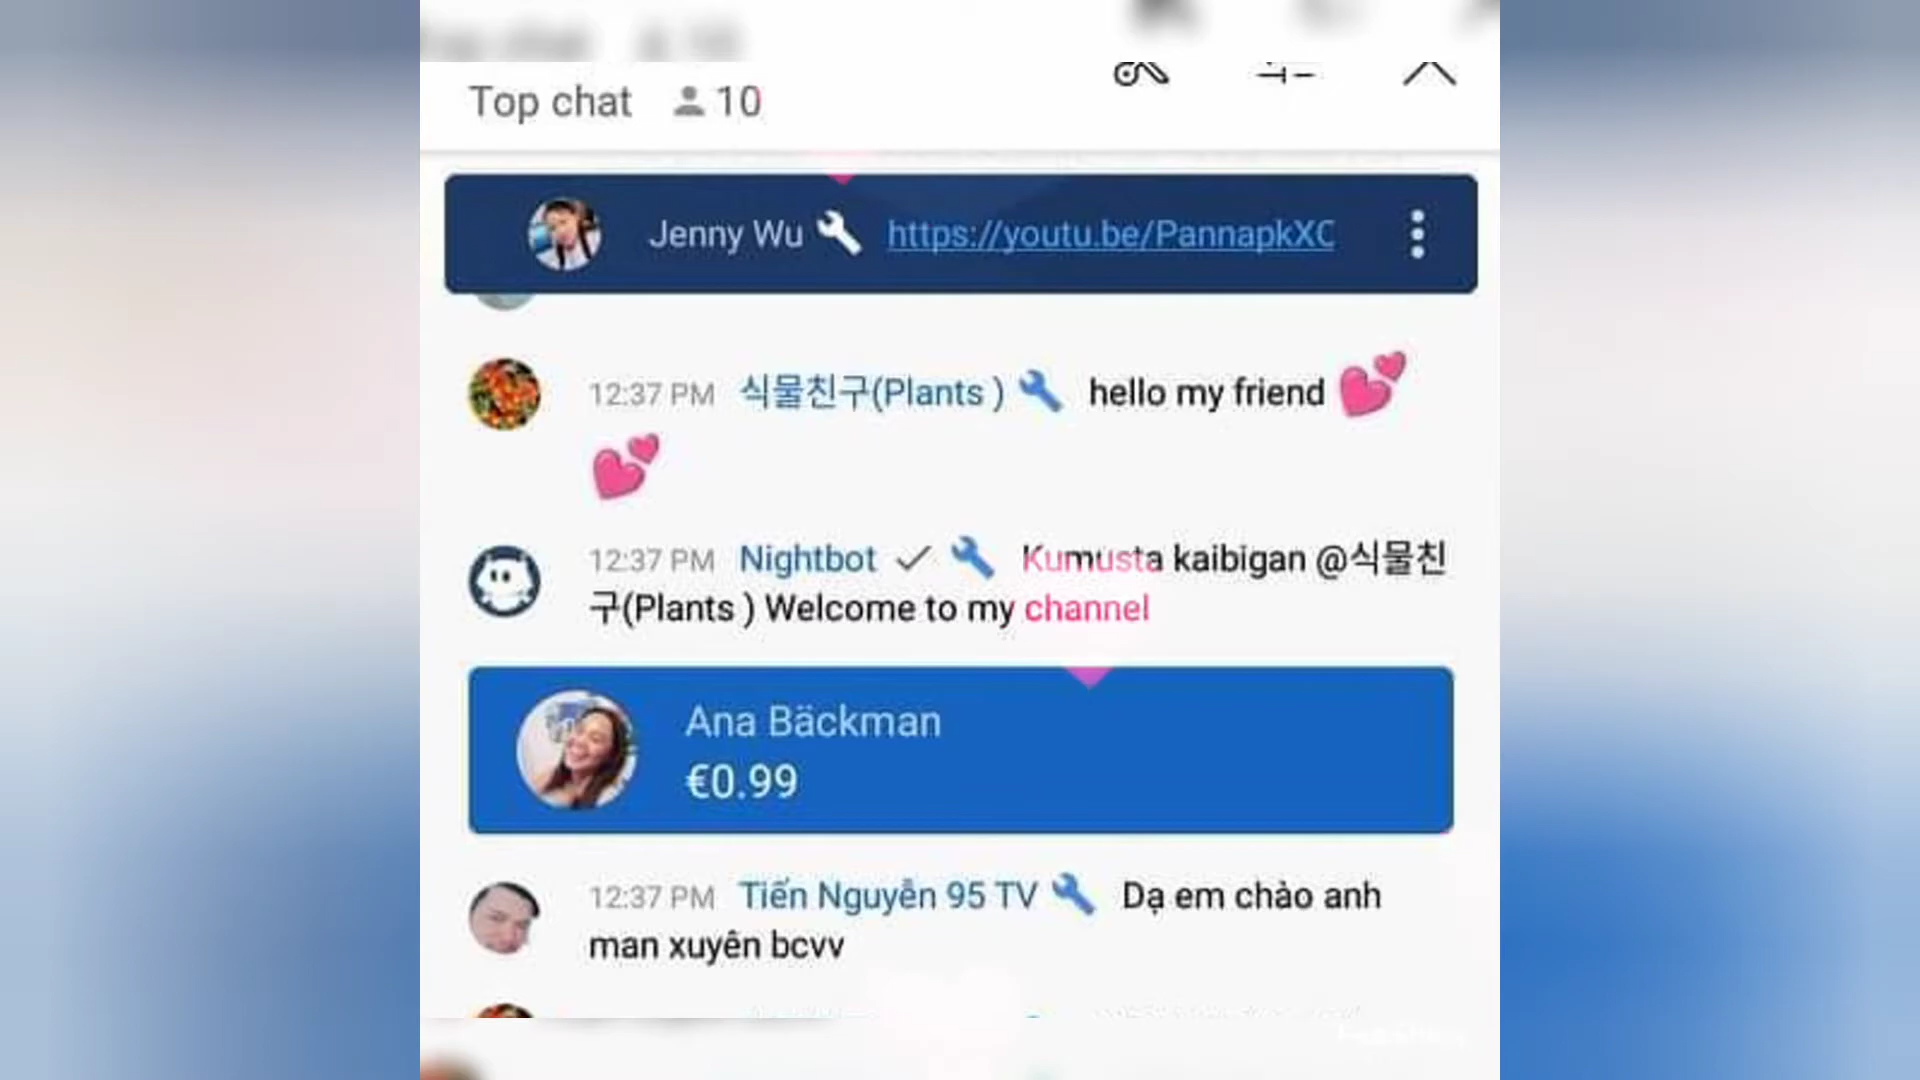 Top chat 10
Jenny Wu https://youtu.be/PannapkXC
12:37 PM 식물친구(Plants ) hello my friend
12:37 PM Nightbot Kumusta kaibigan @식물친
구(Plants ) Welcome to my channel
Ana Bäckman
€0.99
12:37 PM Tiến Nguyễn 95 TV Dạ em chào anh
man xuyên bcvv